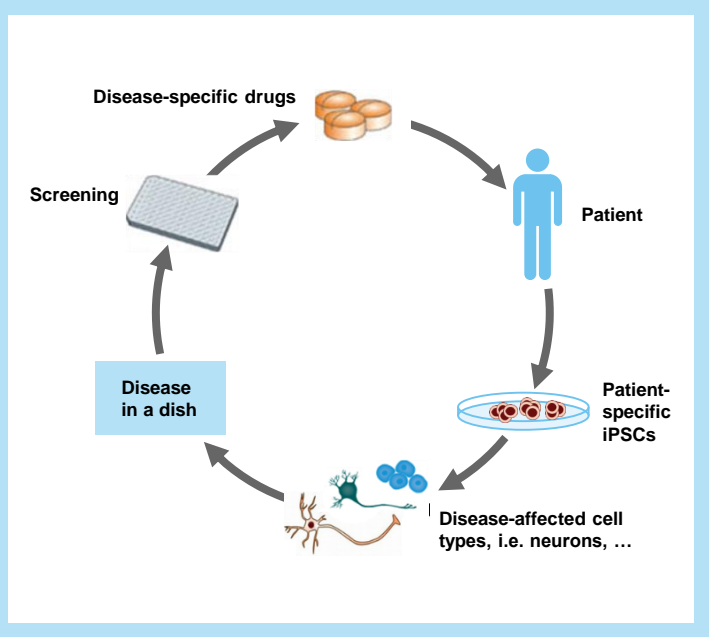 Disease-specific drugs
Screening
Patient
Disease
in a dish
Patient-
specific
iPSCs
Disease-affected cell
types, i.e. neurons, …